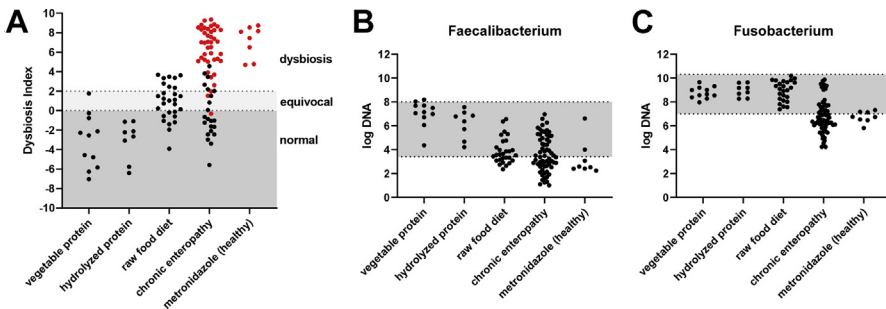 A
Dysbiosis Index
10
8
6
4
2
0
-2
-4
-6
-8
-10
dysbiosis
equivocal
normal
vegetable protein
hydrolyzed protein
raw food diet
chronic enteropathy
metronidazole (healthy)
B
Faecalibacterium
log DNA
12
10
8
6
4
2
0
vegetable protein
hydrolyzed protein
raw food diet
chronic enteropathy
metronidazole (healthy)
C
Fusobacterium
log DNA
12
10
8
6
4
2
0
vegetable protein
hydrolyzed protein
raw food diet
chronic enteropathy
metronidazole (healthy)